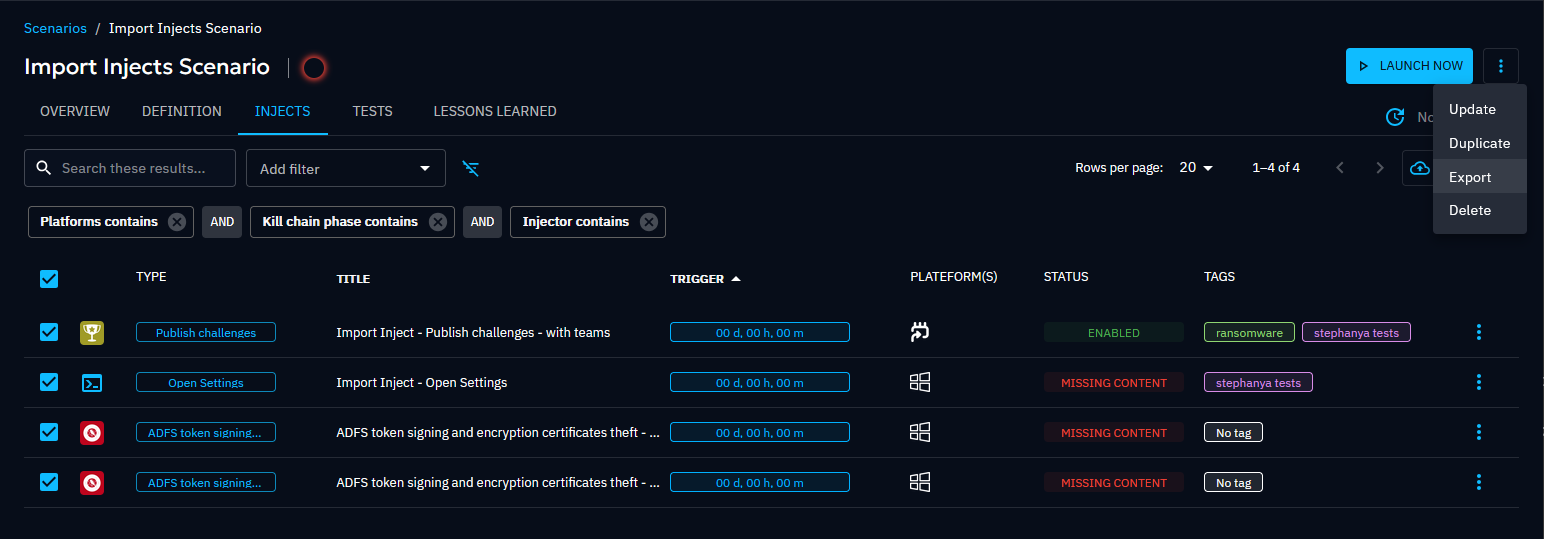 Scenarios / Import Injects Scenario
Import Injects Scenario
LAUNCH NOW
OVERVIEW DEFINITION INJECTS TESTS LESSONS LEARNED
No
Update
Duplicate
Export
Delete
Search these results...
Add filter
Rows per page: 20 1–4 of 4
Platforms contains AND Kill chain phase contains AND Injector contains
TYPE TITLE TRIGGER PLATEFORM(S) STATUS TAGS
Publish challenges Import Inject - Publish challenges - with teams 00 d, 00 h, 00 m ENABLED ransomware stephanya tests
Open Settings Import Inject - Open Settings 00 d, 00 h, 00 m MISSING CONTENT stephanya tests
ADFS token signing... ADFS token signing and encryption certificates theft - ... 00 d, 00 h, 00 m MISSING CONTENT No tag
ADFS token signing... ADFS token signing and encryption certificates theft - ... 00 d, 00 h, 00 m MISSING CONTENT No tag